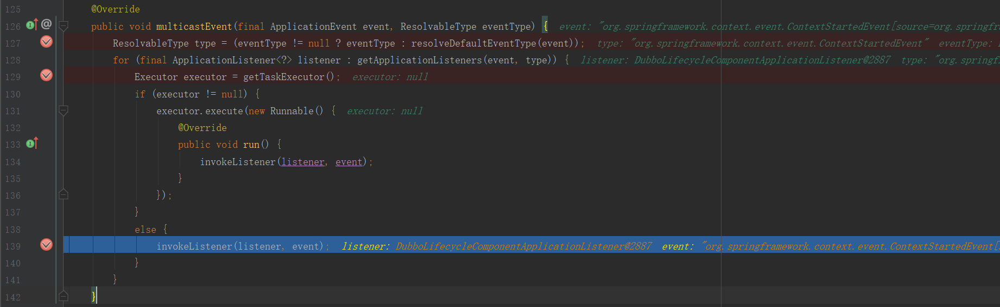 125 @Override
126 @ public void multicastEvent(final ApplicationEvent event, ResolvableType eventType) { event: "org.springframework.context.event.ContextStartedEvent[source=org.springfra
127 ResolvableType type = (eventType != null ? eventType : resolveDefaultEventType(event)); type: "org.springframework.context.event.ContextStartedEvent" eventType:
128 for (final ApplicationListener<?> listener : getApplicationListeners(event, type)) { listener: DubboLifecycleComponentApplicationListener@2887 type: "org.springf
129 Executor executor = getTaskExecutor(); executor: null
130 if (executor != null) {
131 executor.execute(new Runnable() { executor: null
132 @Override
133 public void run() {
134 invokeListener(listener, event);
135 }
136 });
137 }
138 else {
139 invokeListener(listener, event); listener: DubboLifecycleComponentApplicationListener@2887 event: "org.springframework.context.event.ContextStartedEvent[
140 }
141 }
142 }